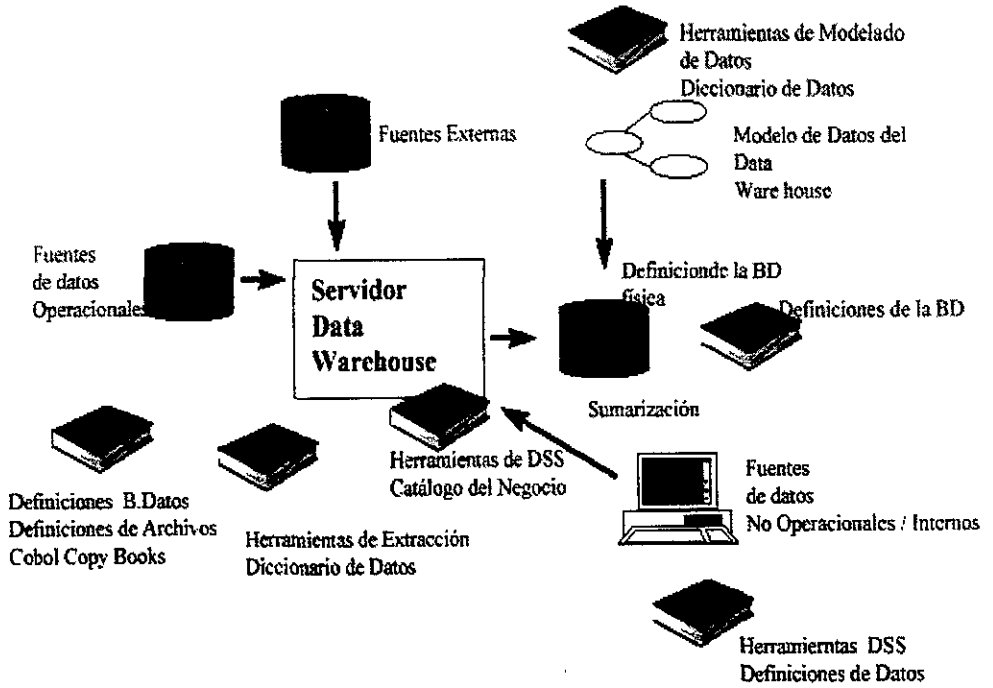 Herramientas de Modelado
de Datos
Diccionario de Datos
Fuentes Externas
Modelo de Datos del
Data
Ware house
Fuentes
de datos
Operacionales
Servidor
Data
Warehouse
Definicionde la BD
física
Definiciones de la BD
Sumarización
Herramientas de DSS
Catálogo del Negocio
Fuentes
de datos
No Operacionales / Internos
Definiciones B.Datos
Definiciones de Archivos
Cobol Copy Books
Herramientas de Extracción
Diccionario de Datos
Herramierntas DSS
Definiciones de Datos